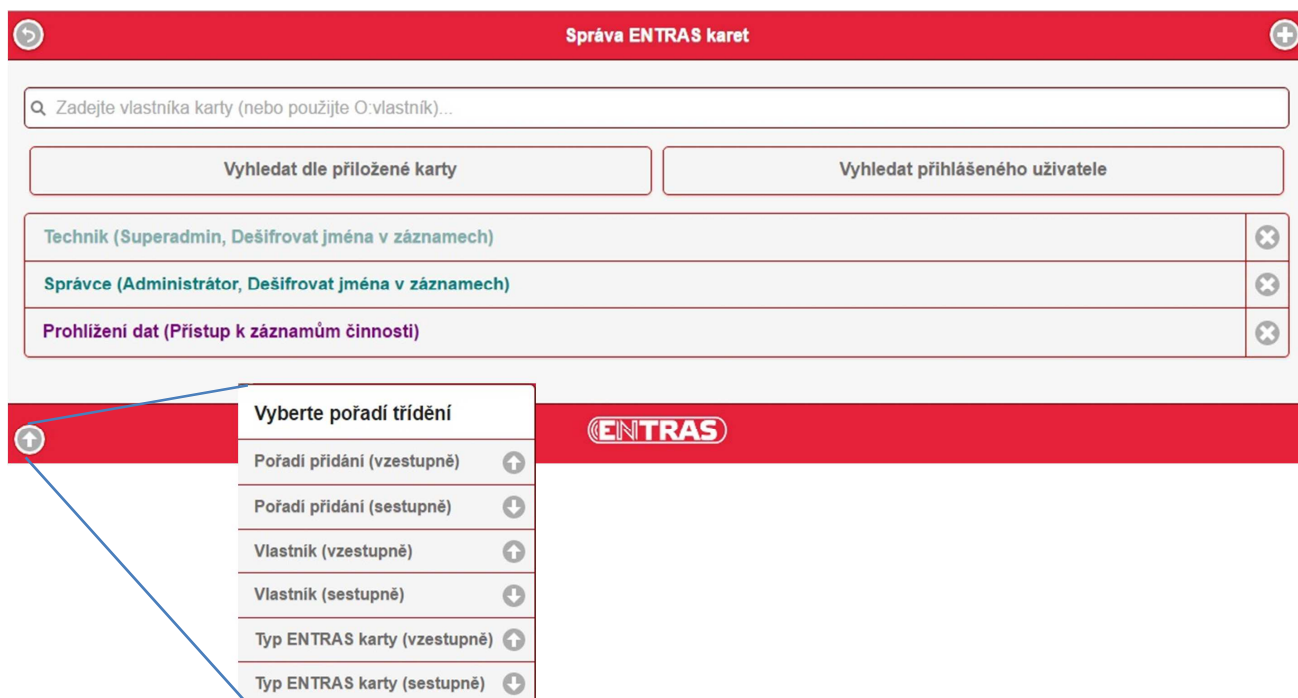 Správa ENTRAS karet
Zadejte vlastníka karty (nebo použijte O:vlastník)...
Vyhledat dle přiložené karty
Vyhledat přihlášeného uživatele
Technik (Superadmin, Dešifrovat jména v záznamech)
Správce (Administrátor, Dešifrovat jména v záznamech)
Prohlížení dat (Přístup k záznamům činnosti)
Vyberte pořadí třídění
ENTRAS
Pořadí přidání (vzestupně)
Pořadí přidání (sestupně)
Vlastník (vzestupně)
Vlastník (sestupně)
Typ ENTRAS karty (vzestupně)
Typ ENTRAS karty (sestupně)